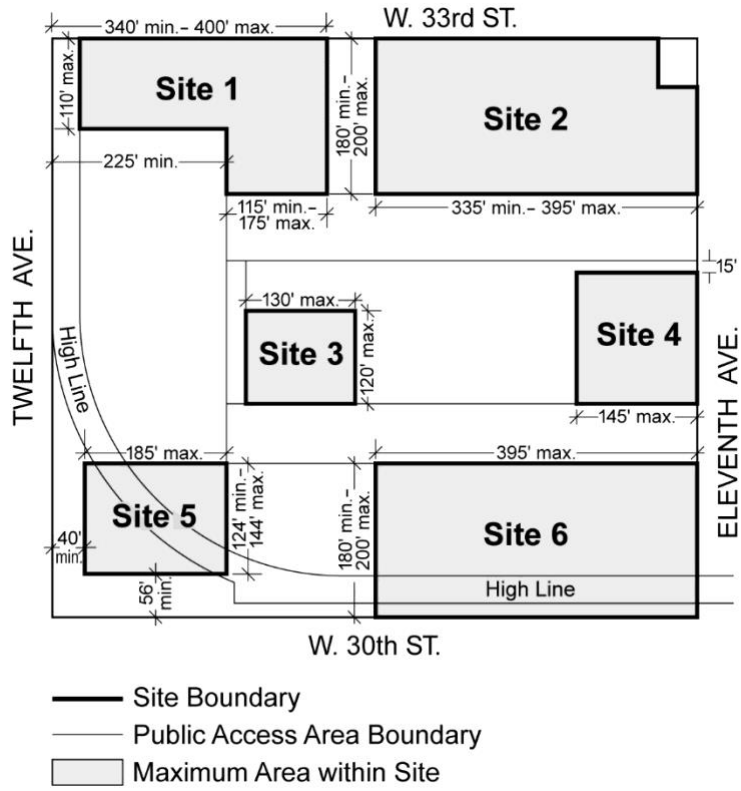 340' min.– 400' max.
W. 33rd ST.
110' max.
Site 1
180' min.–
200' max.
Site 2
225' min.
115' min.–
175' max.
335' min.– 395' max.
15'
TWELFTH AVE.
High Line
130' max.
Site 3
120' max.
Site 4
145' max.
ELEVENTH AVE.
185' max.
395' max.
Site 5
124' min.–
144' max.
180' min.–
200' max.
Site 6
40'
min.
56'
min.
High Line
W. 30th ST.
Site Boundary
Public Access Area Boundary
Maximum Area within Site